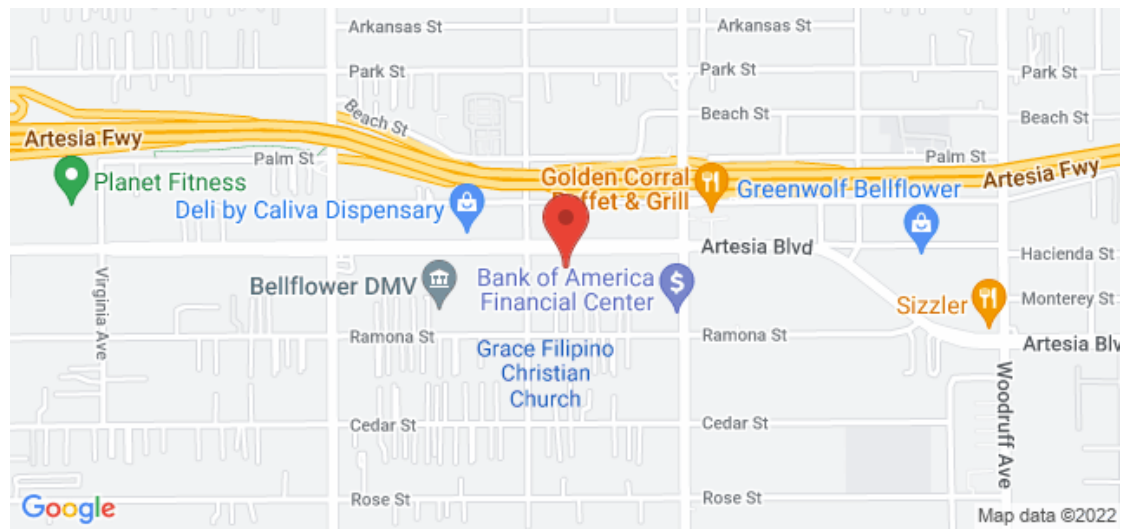 Arkansas St
Arkansas St
Park St
Park St
Park St
Beach St
Beach St
Beach St
Artesia Fwy
Palm St
Palm St
Artesia Fwy
Planet Fitness
Golden Corral
Buffet & Grill
Greenwolf Bellflower
Deli by Caliva Dispensary
Artesia Blvd
Hacienda St
Virginia Ave
Bellflower DMV
Bank of America
Financial Center
Sizzler
Monterey St
Ramona St
Ramona St
Artesia Blv
Grace Filipino
Christian
Church
Woodruff Ave
Cedar St
Cedar St
Rose St
Rose St
Google
Map data ©2022